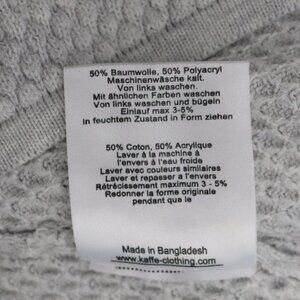 50% Baumwolle, 50% Polyacryl
Maschinenwäsche kalt.
Von links waschen.
Mit ähnlichen Farben waschen
Von links waschen und bügeln
Einlauf max 3-5%
In feuchtem Zustand in Form ziehen
50% Coton, 50% Acrylique
Laver à la machine à
l'envers à l'eau froide
Laver avec couleurs similaires
Laver et repasser a l'envers
Rétrécissement maximum 3 - 5%
Redonner la forme originale
pendant que le
Made in Bangladesh
www.kaffe-clothing.com